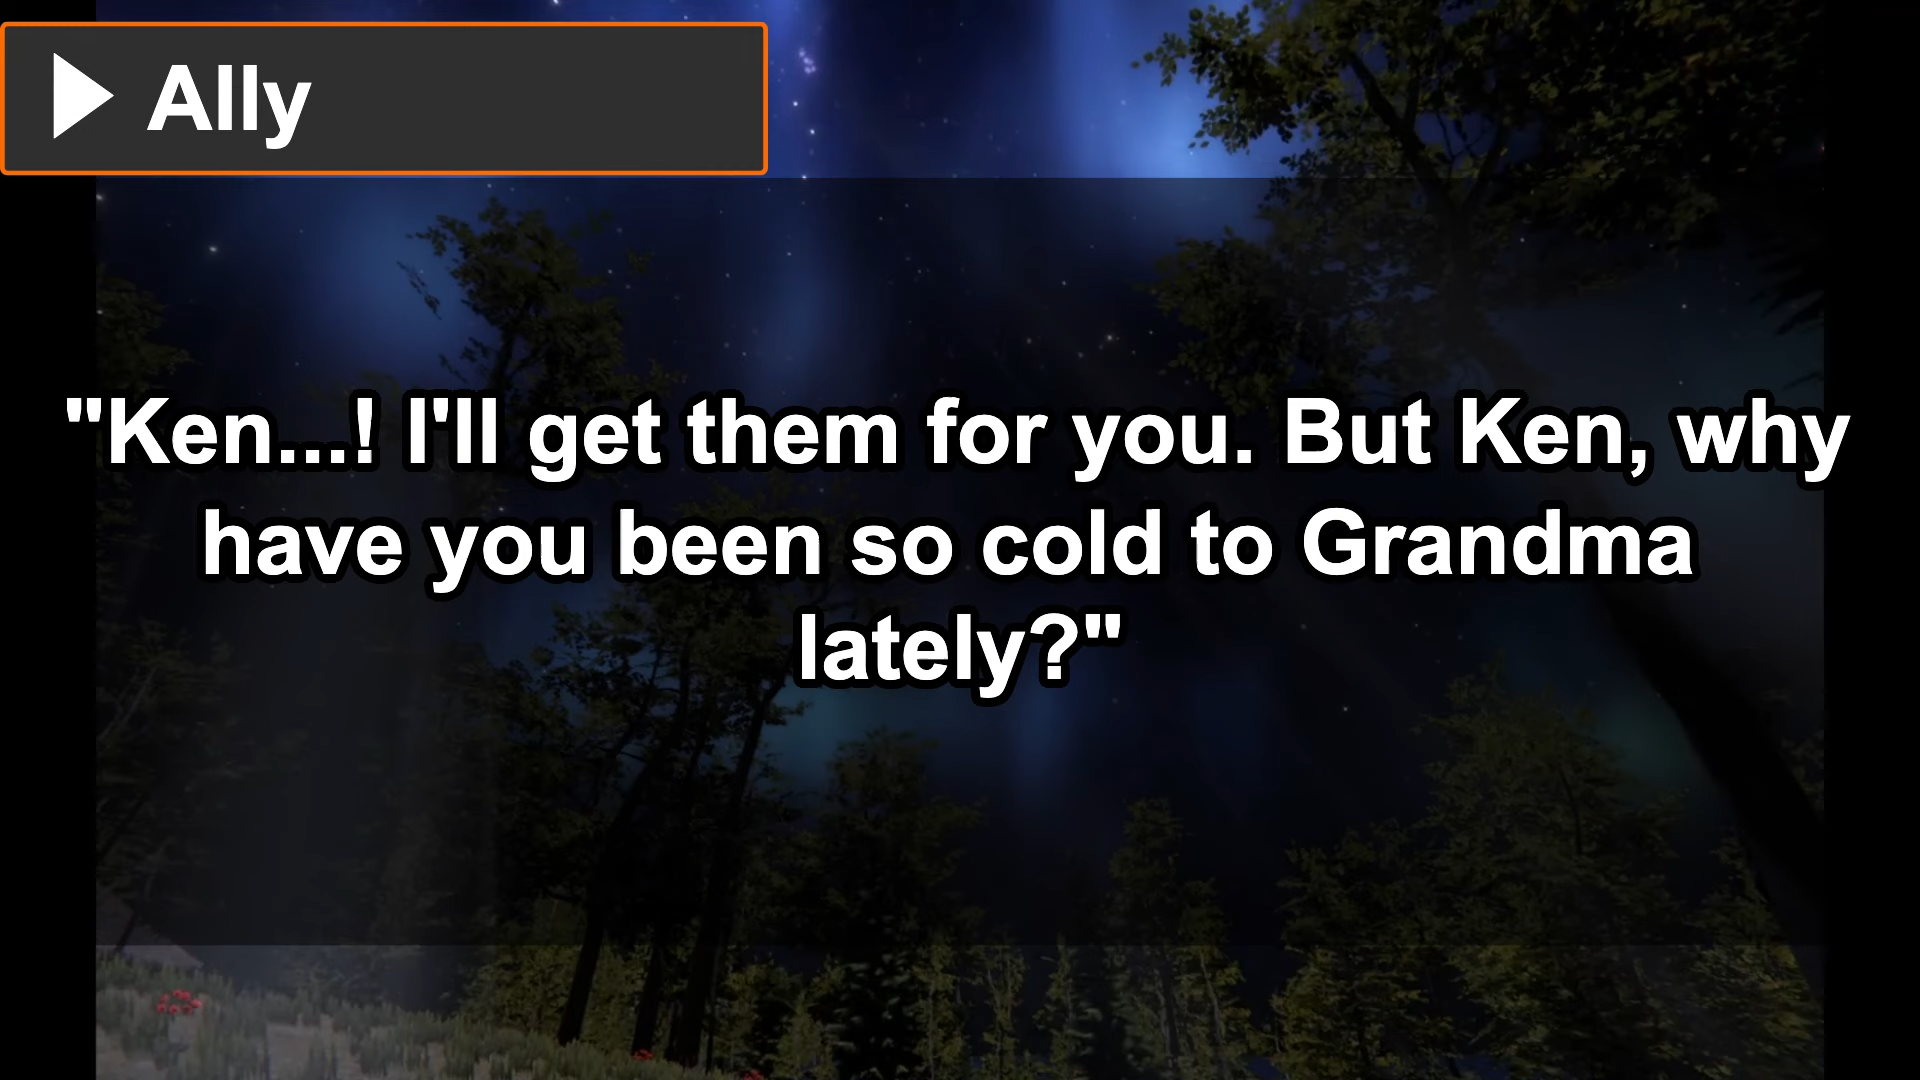 Ally
"Ken...! I'll get them for you. But Ken, why
have you been so cold to Grandma
lately?"